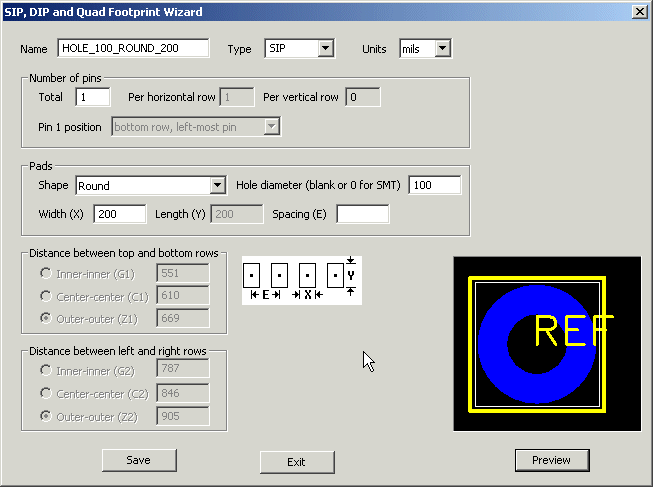 SIP, DIP and Quad Footprint Wizard
Name HOLE_100_ROUND_200 Type SIP Units mils
Number of pins
Total 1 Per horizontal row 1 Per vertical row 0
Pin 1 position bottom row, left-most pin
Pads
Shape Round Hole diameter (blank or 0 for SMT) 100
Width (X) 200 Length (Y) 200 Spacing (E)
Distance between top and bottom rows
Inner-inner (G1) 551
Center-center (C1) 610
Outer-outer (Z1) 669
Y
E X
REF
Distance between left and right rows
Inner-inner (G2) 787
Center-center (C2) 846
Outer-outer (Z2) 905
Save Exit Preview